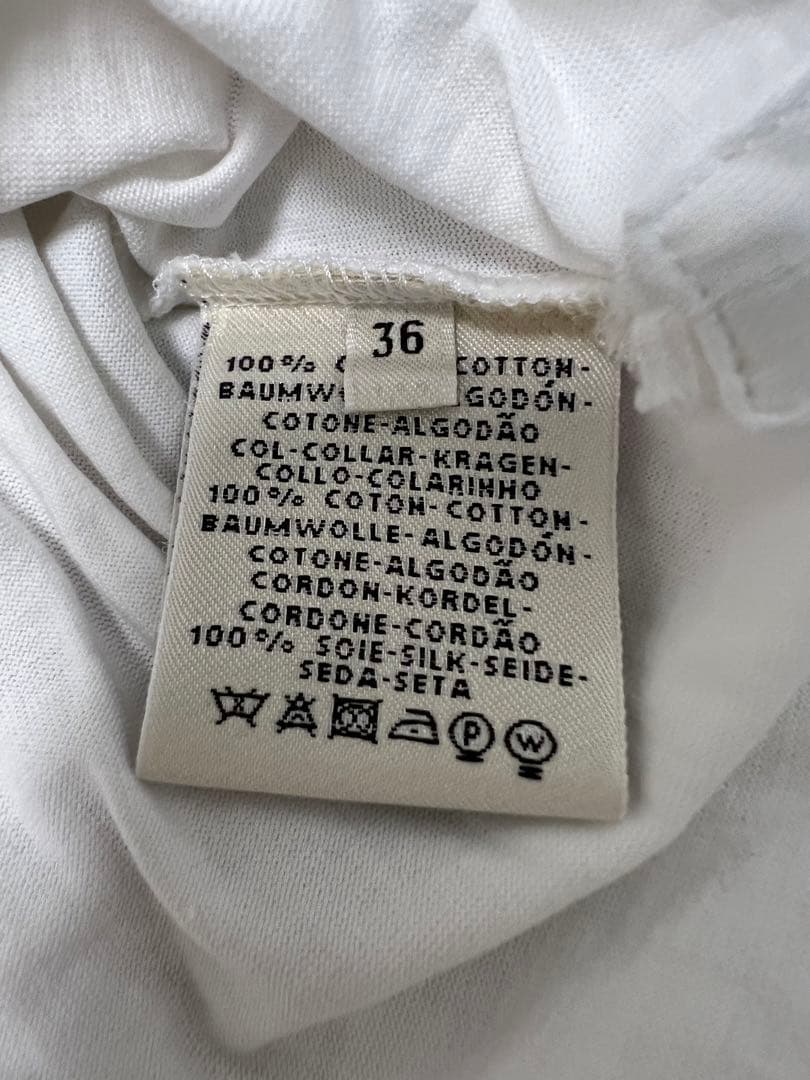 36
100% COTTON-
BAUMW GODÓN-
COTONE-ALGODÃO
COL-COLLAR-KRAGEN-
COLLO-COLARINHO
100% COTON-COTTON-
BAUMWOLLE-ALGODÓN-
COTONE-ALGODÃO
CORDON-KORDEL-
CORDONE-CORDÃO
100% SOIE-SILK-SEIDE-
SEDA-SETA
P W